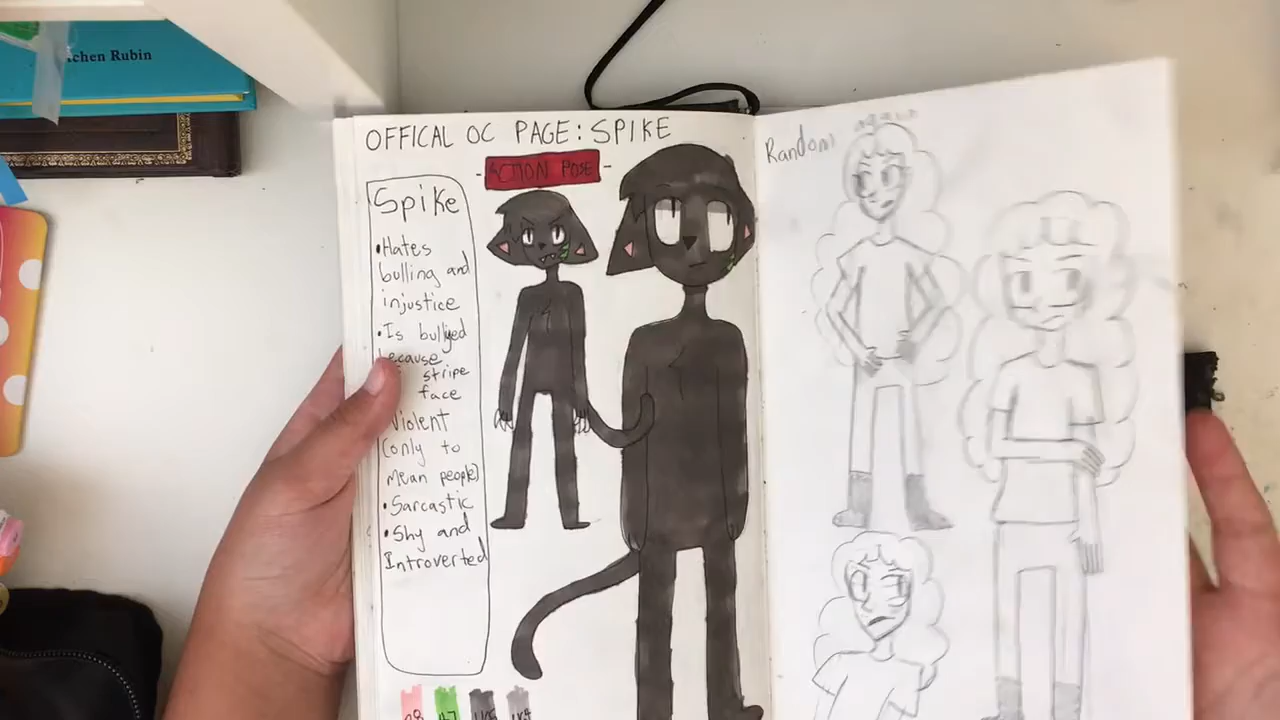 Rubin
OFFICAL OC PAGE: SPIKE
-ACTION POSE-
Spike
•Hates
bulling and
injustice
•Is bullyed
because
stripe
face
Violent
(only to
mean people)
•Sarcastic
•Shy and
Introverted
Random